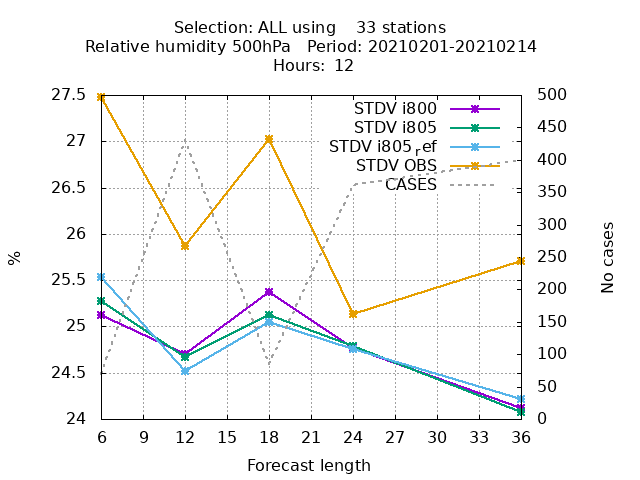 Selection: ALL using    33 stations
Relative humidity 500hPa   Period: 20210201-20210214
Hours:  12
27.5
27
26.5
26
25.5
25
24.5
24
%
500
450
400
350
300
250
200
150
100
50
0
No cases
STDV i800
STDV i805
STDV i805ref
STDV OBS
CASES
6 9 12 15 18 21 24 27 30 33 36
Forecast length